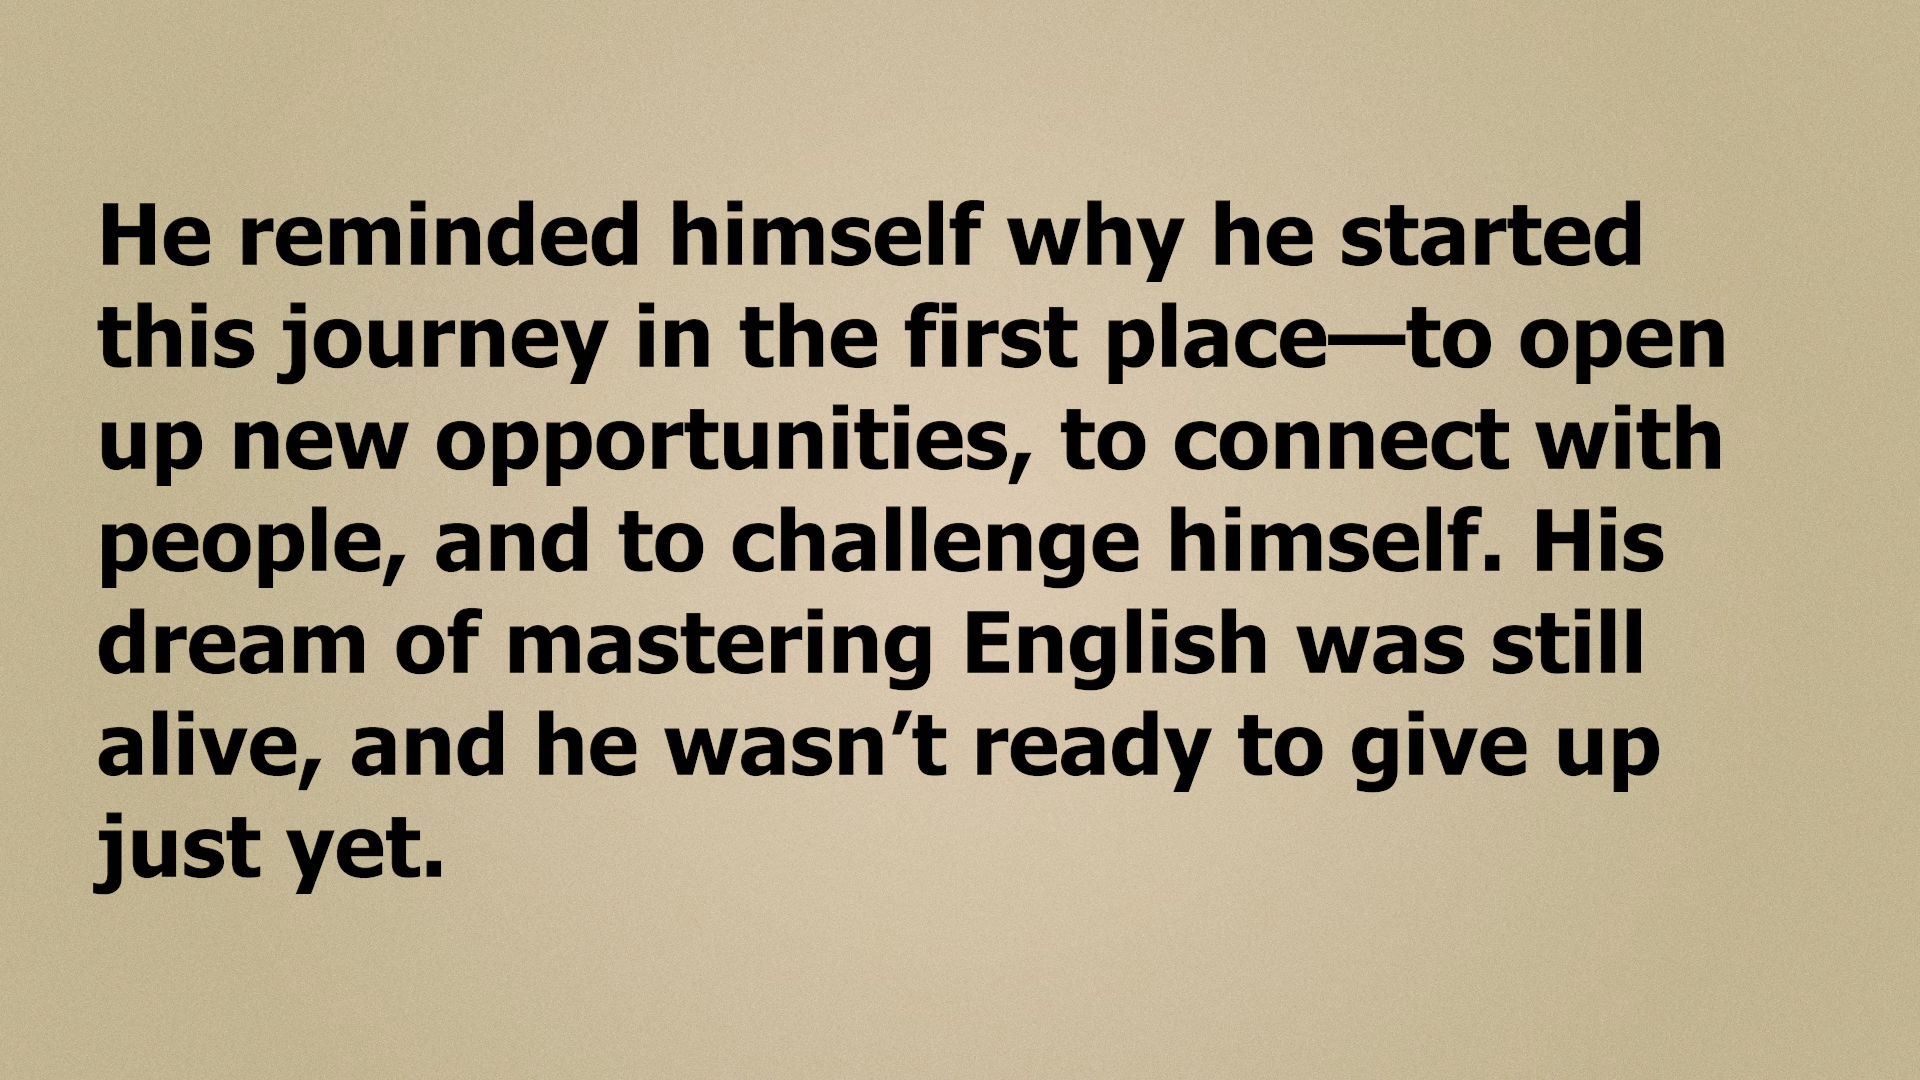 He reminded himself why he started
this journey in the first place—to open
up new opportunities, to connect with
people, and to challenge himself. His
dream of mastering English was still
alive, and he wasn’t ready to give up
just yet.